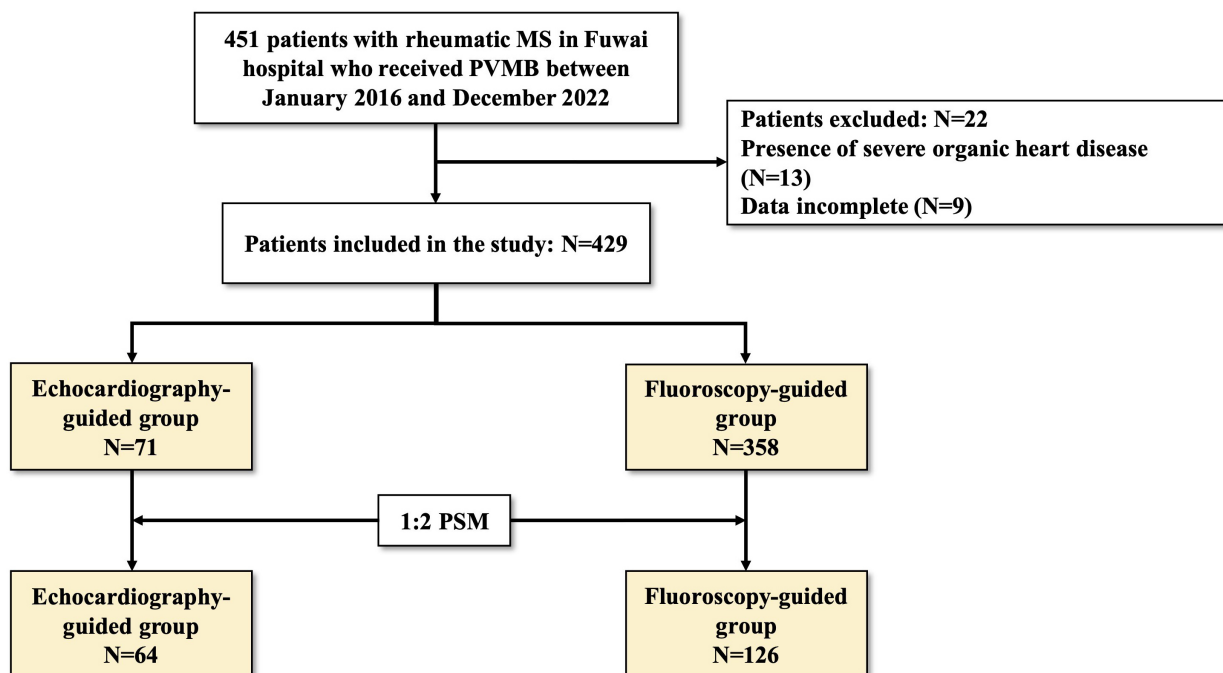 451 patients with rheumatic MS in Fuwai
hospital who received PVMB between
January 2016 and December 2022
Patients excluded: N=22
Presence of severe organic heart disease
(N=13)
Data incomplete (N=9)
Patients included in the study: N=429
Echocardiography-
guided group
N=71
Fluoroscopy-guided
group
N=358
1:2 PSM
Echocardiography-
guided group
N=64
Fluoroscopy-guided
group
N=126